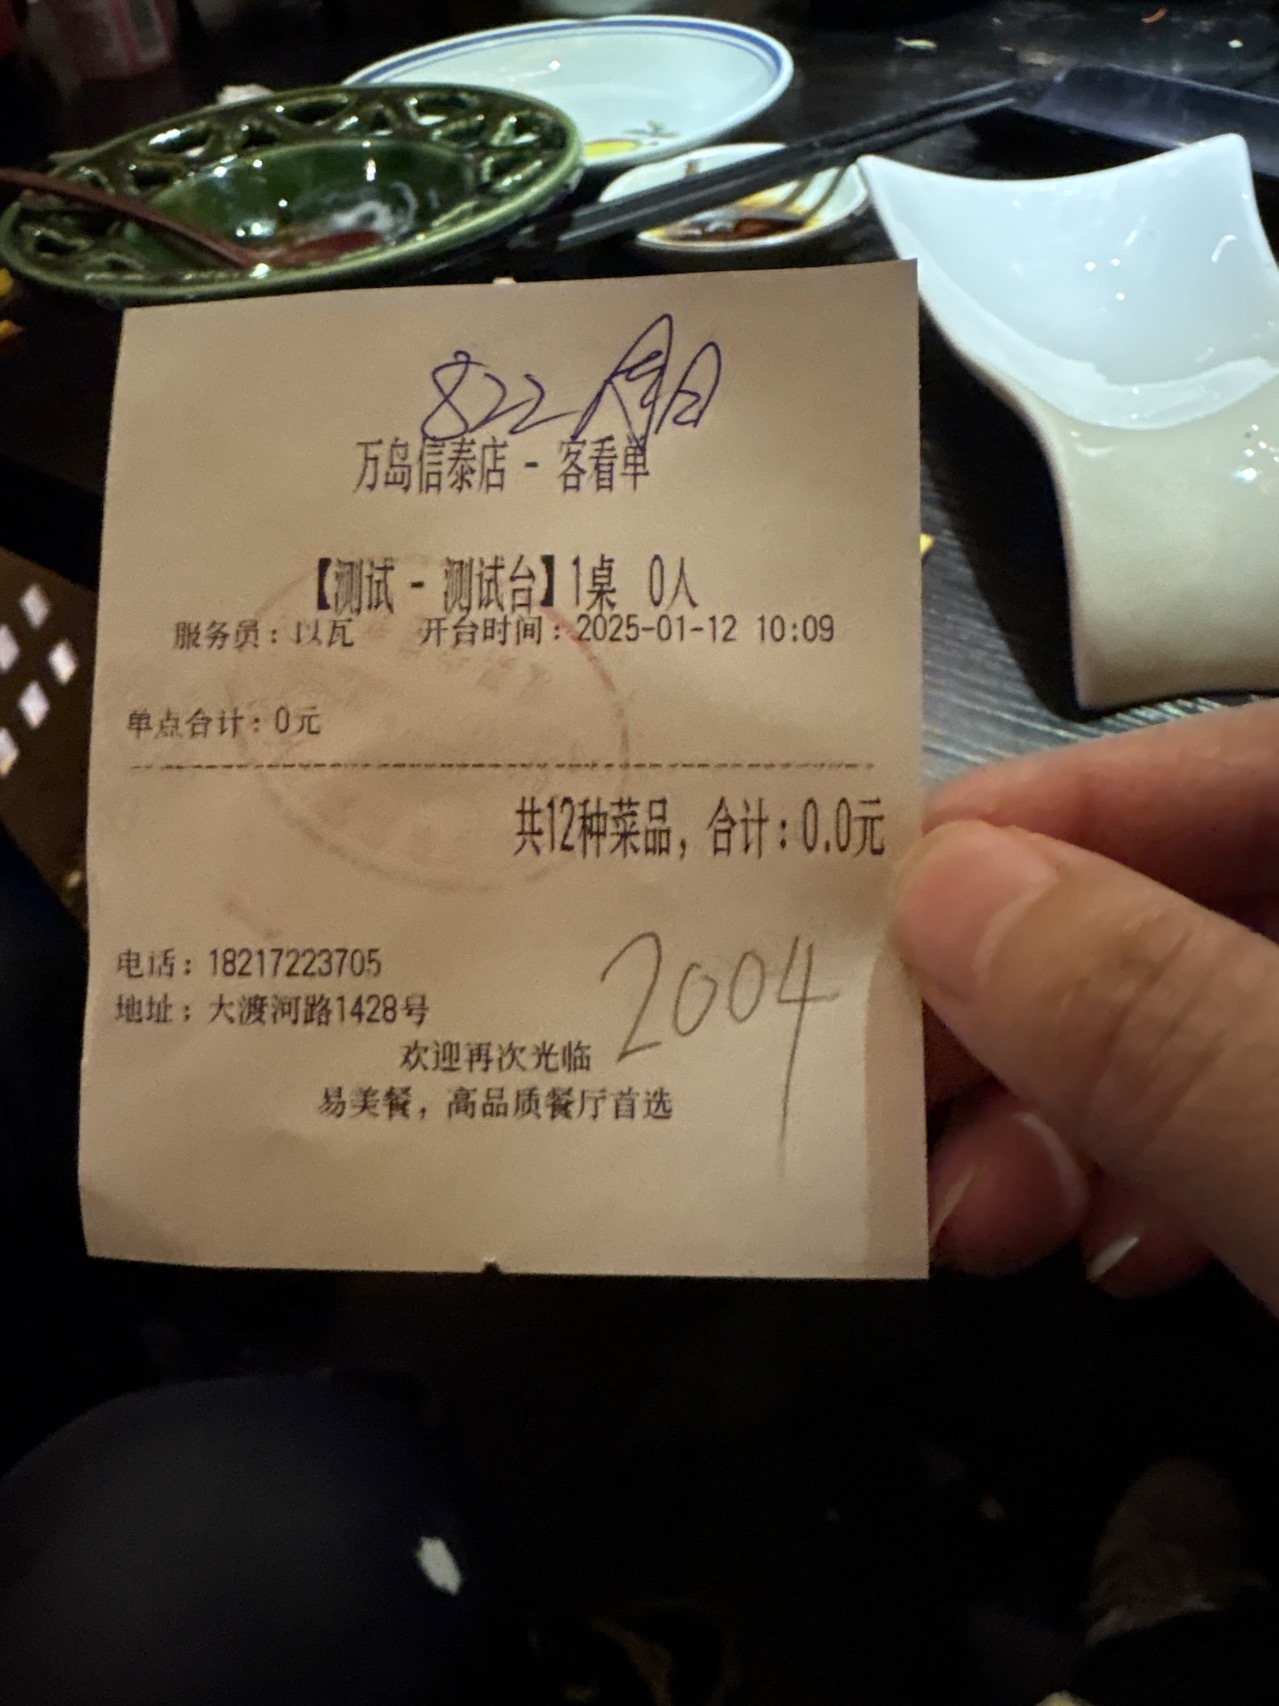 822
万岛信泰店 - 客看单
【测试 - 测试台】1桌 0人
服务员：以瓦 开台时间：2025-01-12 10:09
单点合计：0元
共12种菜品，合计：0.0元
电话：18217223705
地址：大渡河路1428号
2004
欢迎再次光临
易美餐，高品质餐厅首选